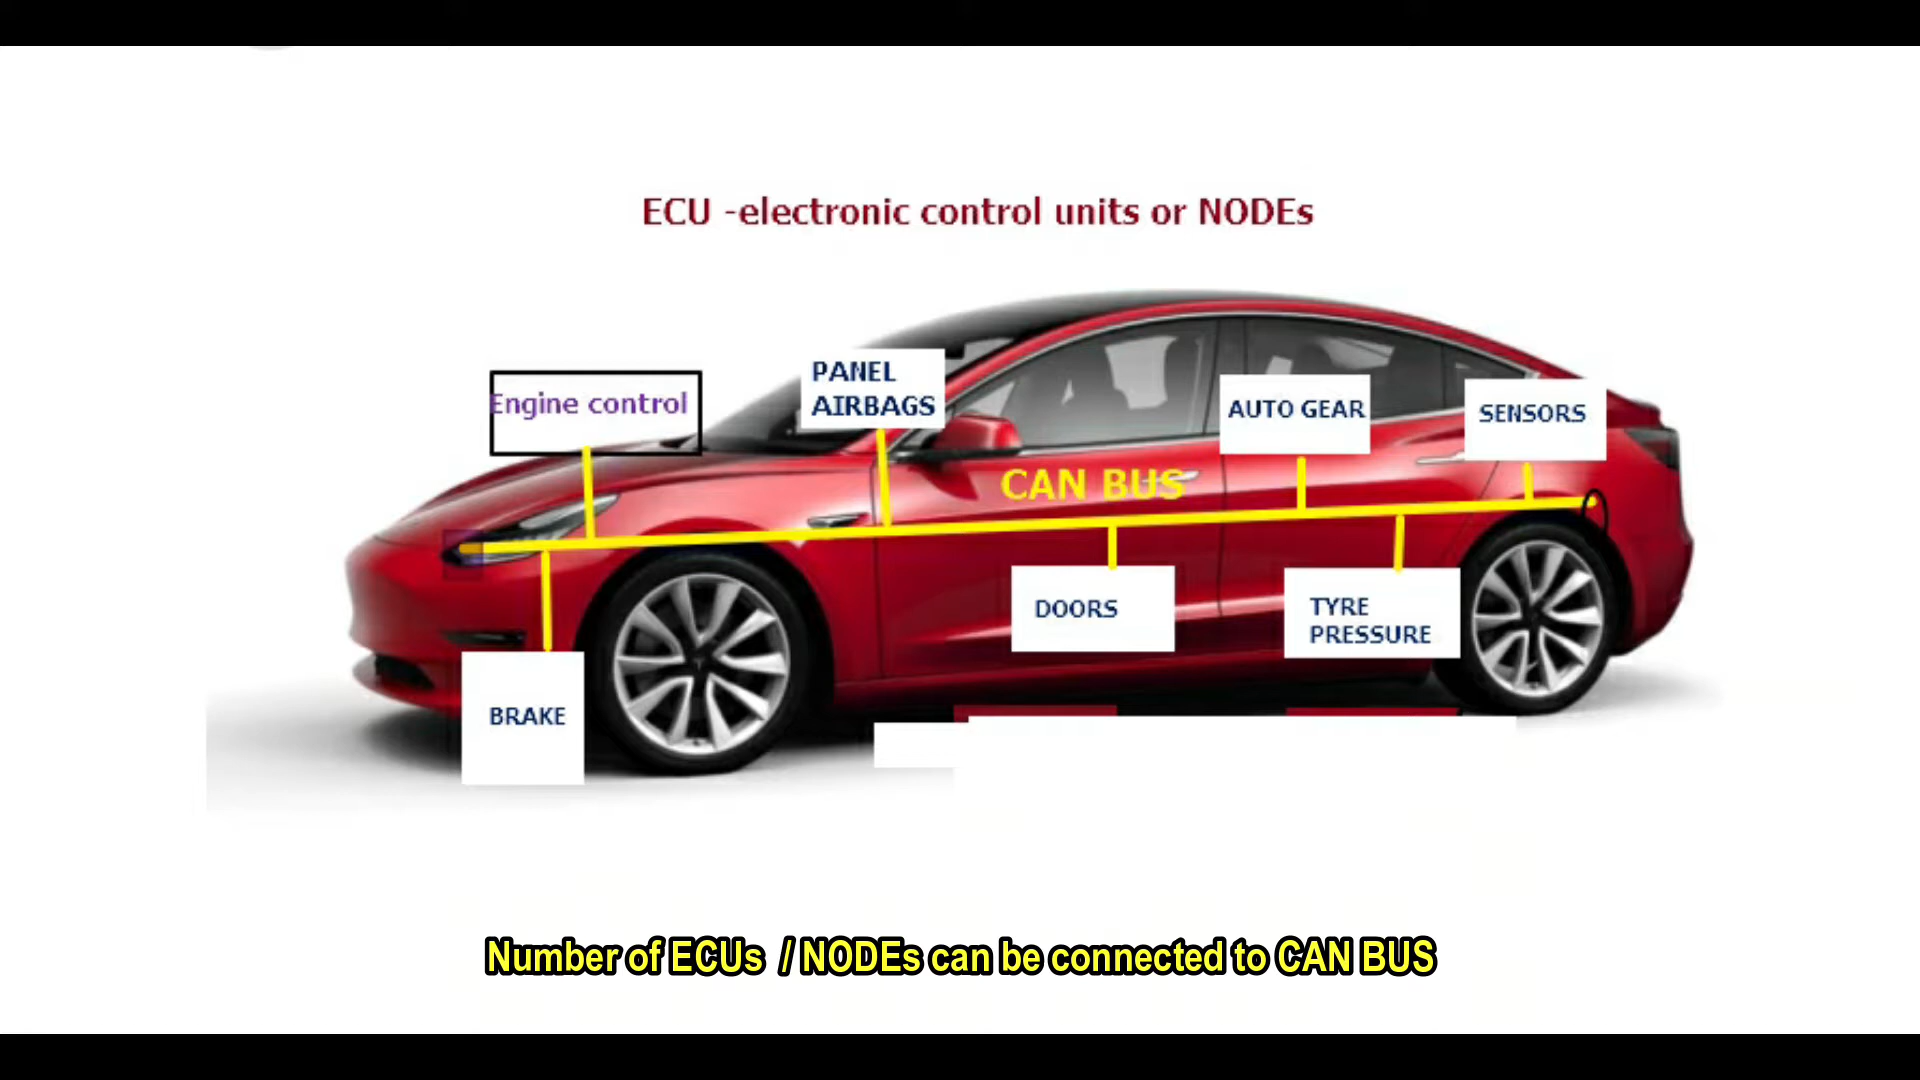 ECU -electronic control units or NODEs
Engine control
PANEL
AIRBAGS
AUTO GEAR
SENSORS
CAN BUS
DOORS
TYRE
PRESSURE
BRAKE
Number of ECUs / NODEs can be connected to CAN BUS